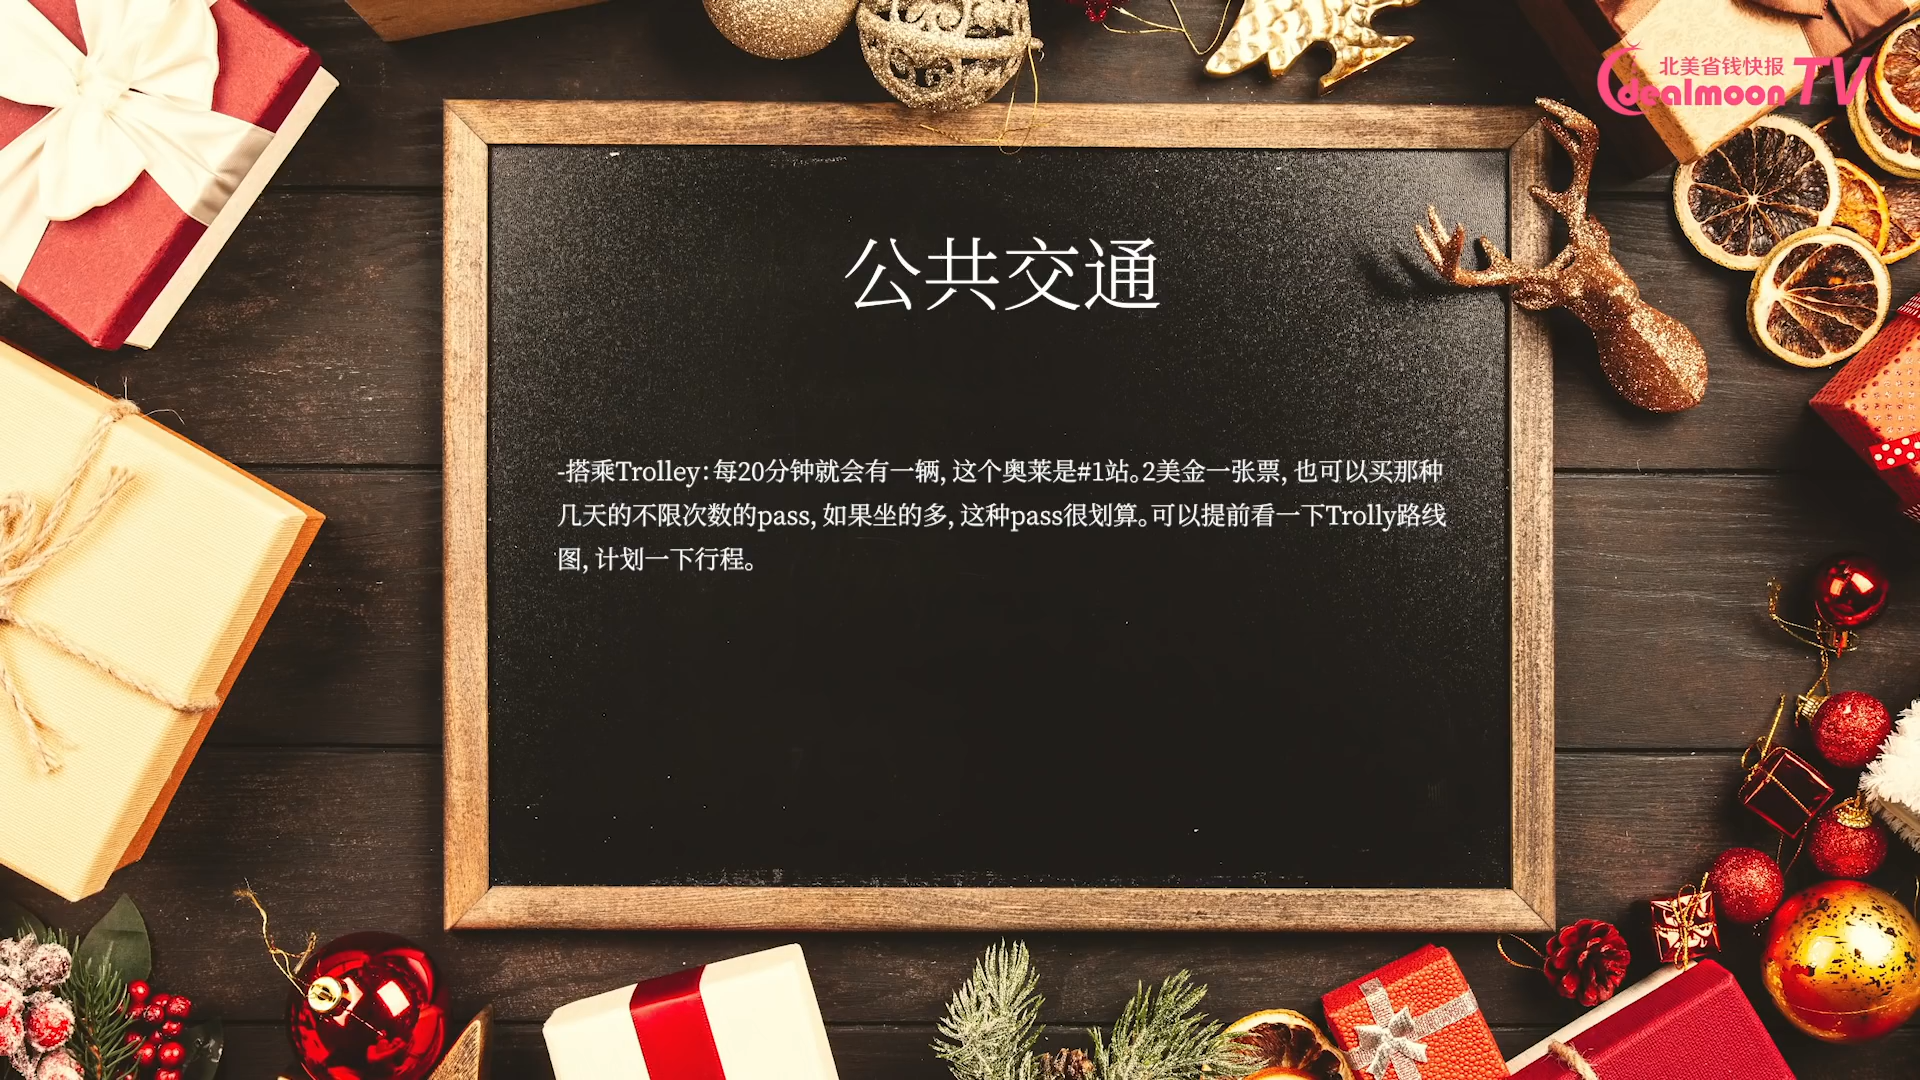 北美省钱快报
dealmoon TV
公共交通
-搭乘Trolley：每20分钟就会有一辆, 这个奥莱是#1站。2美金一张票, 也可以买那种
几天的不限次数的pass, 如果坐的多, 这种pass很划算。可以提前看一下Trolly路线
图, 计划一下行程。